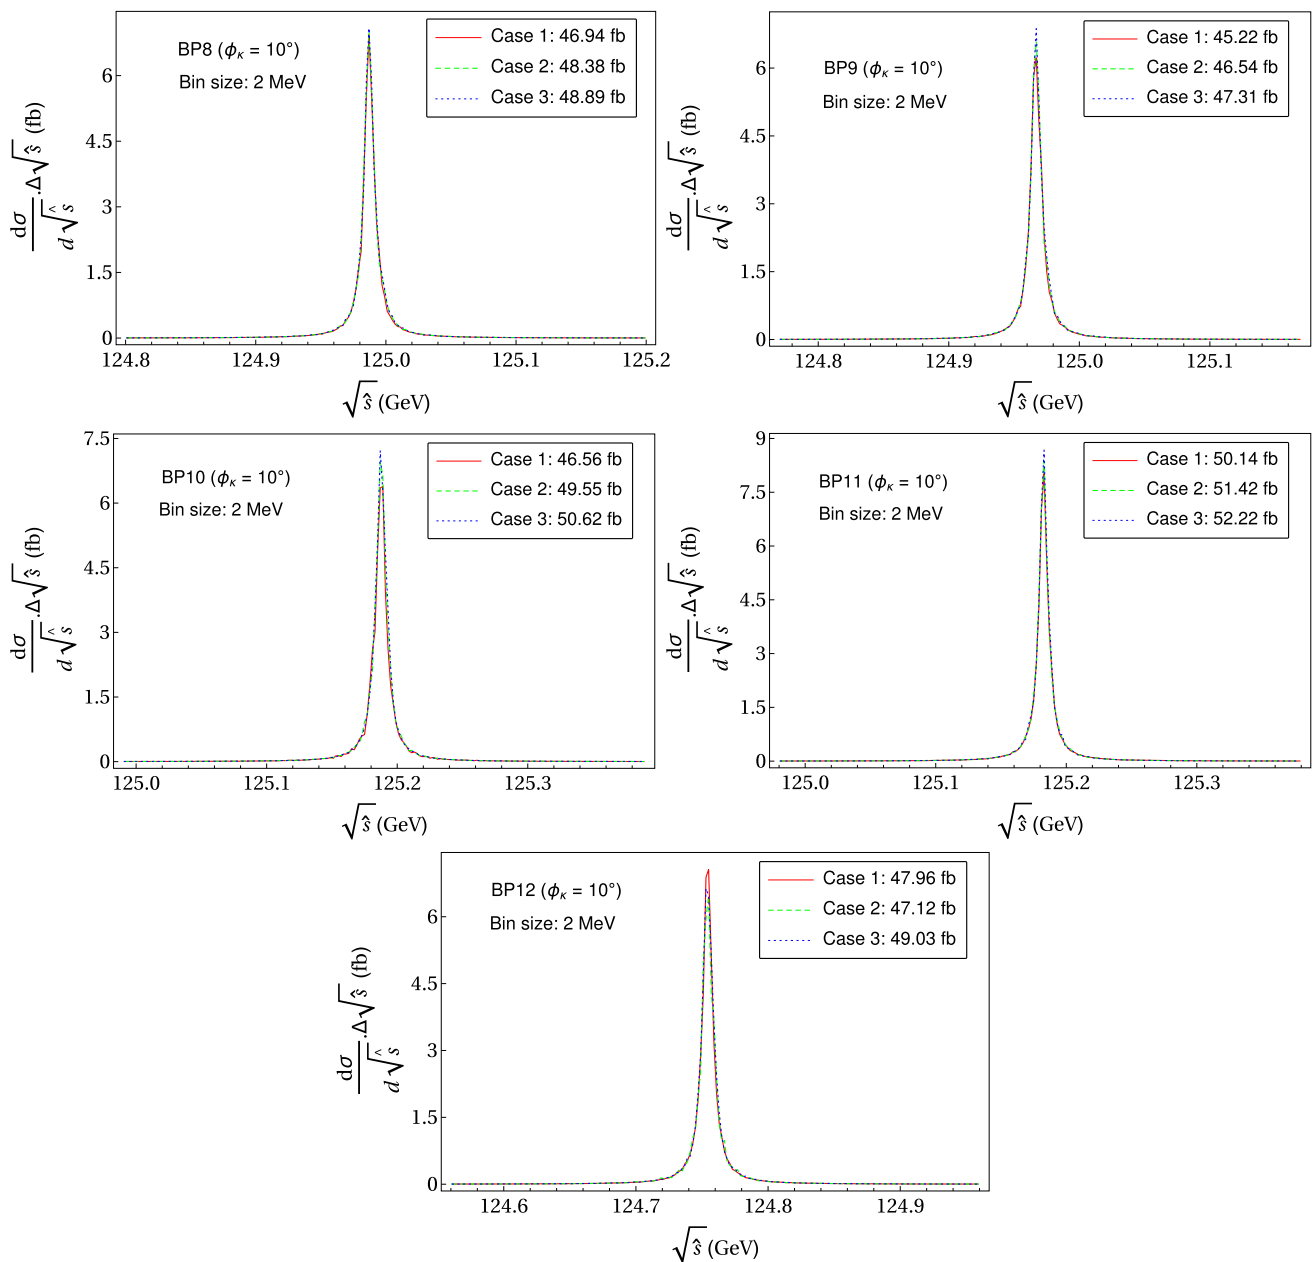 BP8 (ϕκ = 10°)
Bin size: 2 MeV
Case 1: 46.94 fb
Case 2: 48.38 fb
Case 3: 48.89 fb
6
4.5
3
1.5
0
dσ/d√ŝ .Δ√ŝ (fb)
124.8 124.9 125.0 125.1 125.2
√ŝ (GeV)
BP9 (ϕκ = 10°)
Bin size: 2 MeV
Case 1: 45.22 fb
Case 2: 46.54 fb
Case 3: 47.31 fb
6
4.5
3
1.5
0
dσ/d√ŝ .Δ√ŝ (fb)
124.8 124.9 125.0 125.1
√ŝ (GeV)
BP10 (ϕκ = 10°)
Bin size: 2 MeV
Case 1: 46.56 fb
Case 2: 49.55 fb
Case 3: 50.62 fb
7.5
6
4.5
3
1.5
0
dσ/d√ŝ .Δ√ŝ (fb)
125.0 125.1 125.2 125.3
√ŝ (GeV)
BP11 (ϕκ = 10°)
Bin size: 2 MeV
Case 1: 50.14 fb
Case 2: 51.42 fb
Case 3: 52.22 fb
9
7.5
6
4.5
3
1.5
0
dσ/d√ŝ .Δ√ŝ (fb)
125.0 125.1 125.2 125.3
√ŝ (GeV)
BP12 (ϕκ = 10°)
Bin size: 2 MeV
Case 1: 47.96 fb
Case 2: 47.12 fb
Case 3: 49.03 fb
6
4.5
3
1.5
0
dσ/d√ŝ .Δ√ŝ (fb)
124.6 124.7 124.8 124.9
√ŝ (GeV)